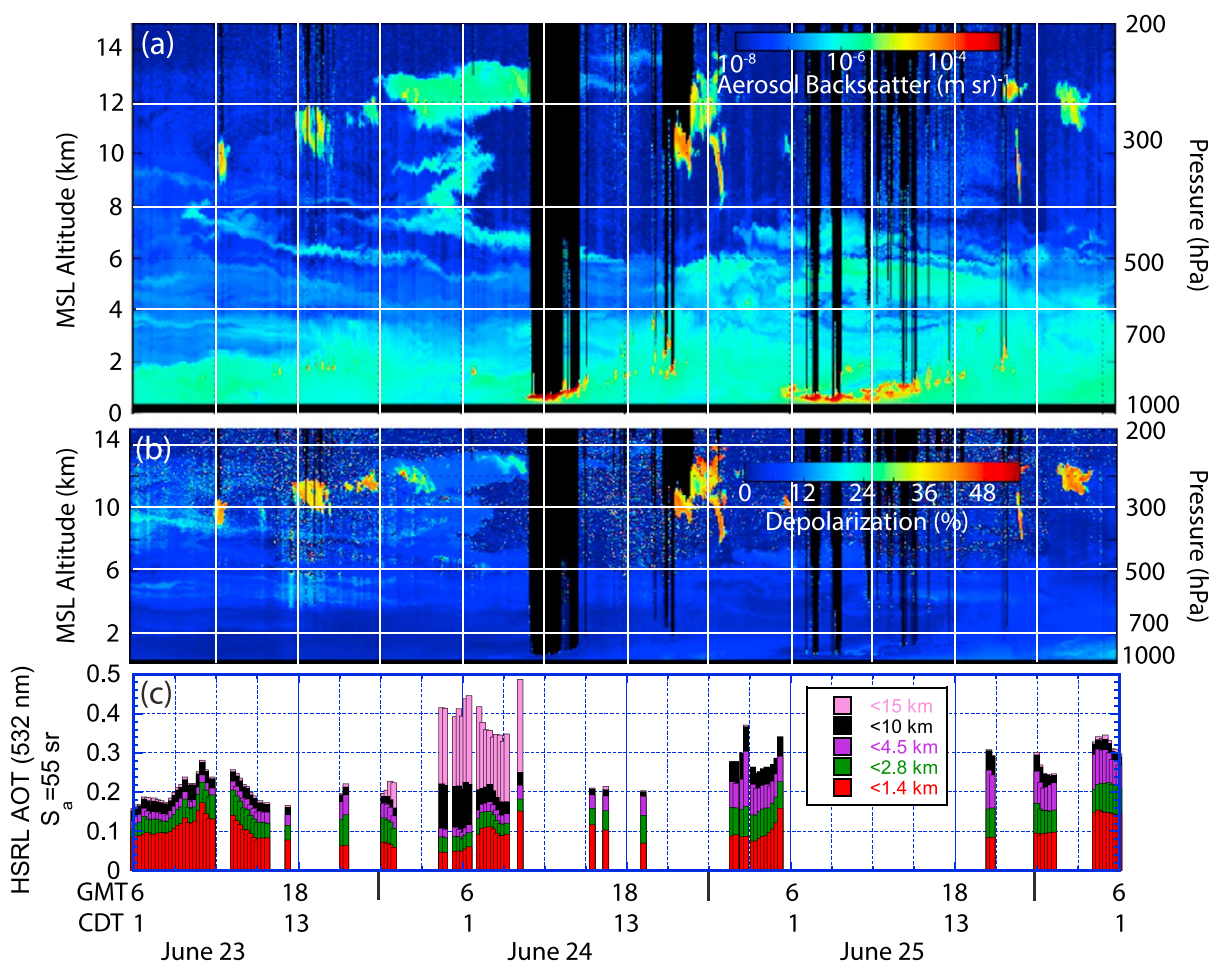 (a)
14
12
10
8
6
4
2
0
MSL Altitude (km)
10-8 10-6 10-4
Aerosol Backscatter (m sr)-1
200
300
500
700
1000
Pressure (hPa)
(b)
14
10
6
2
MSL Altitude (km)
0 12 24 36 48
Depolarization (%)
200
300
500
700
1000
Pressure (hPa)
(c)
0.5
0.4
0.3
0.2
0.1
0
HSRL AOT (532 nm)
Sa=55 sr
<15 km
<10 km
<4.5 km
<2.8 km
<1.4 km
GMT 6 18 6 18 6 18 6
CDT 1 13 1 13 1 13 1
June 23 June 24 June 25